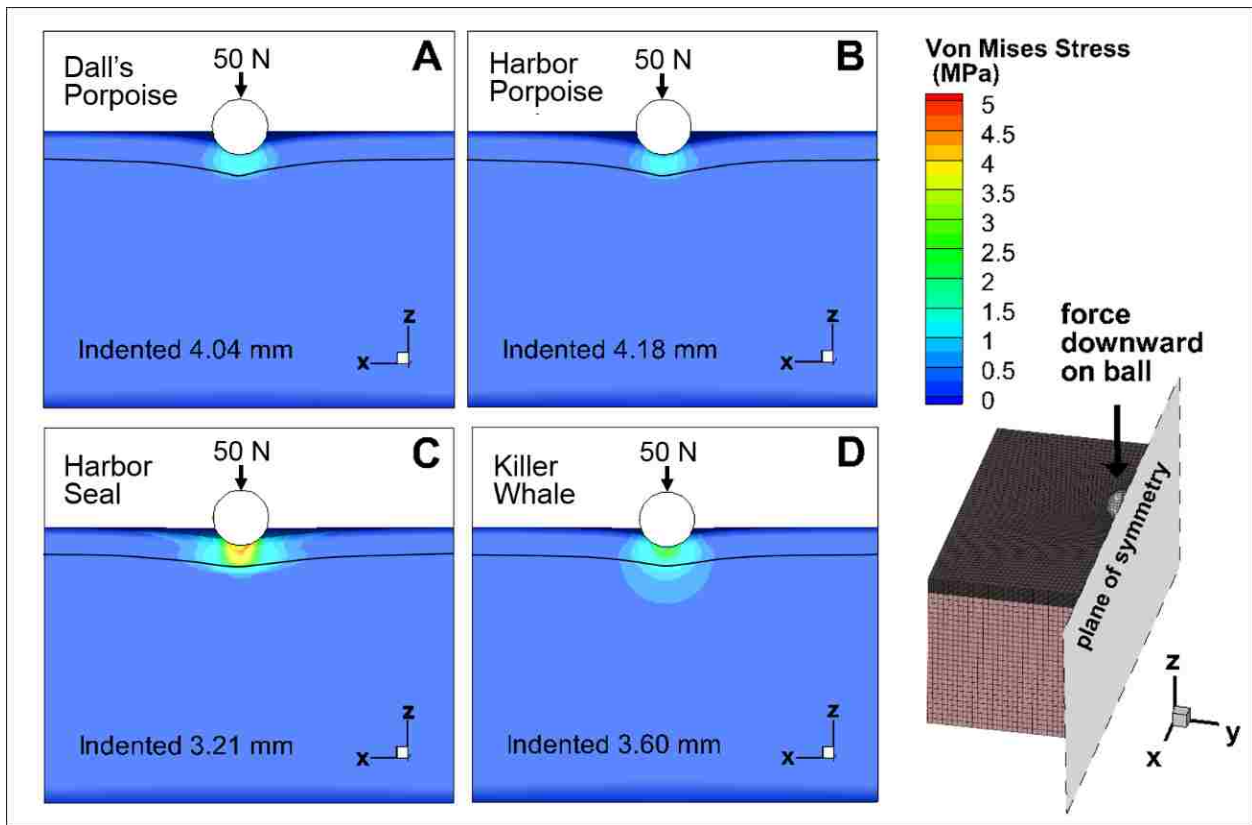 Dall's
Porpoise
50 N
A
Indented 4.04 mm
z
x
Harbor
Porpoise
50 N
B
Indented 4.18 mm
z
x
Harbor
Seal
50 N
C
Indented 3.21 mm
z
x
Killer
Whale
50 N
D
Indented 3.60 mm
z
x
Von Mises Stress
(MPa)
5
4.5
4
3.5
3
2.5
2
1.5
1
0.5
0
force
downward
on ball
plane of symmetry
z
y
x